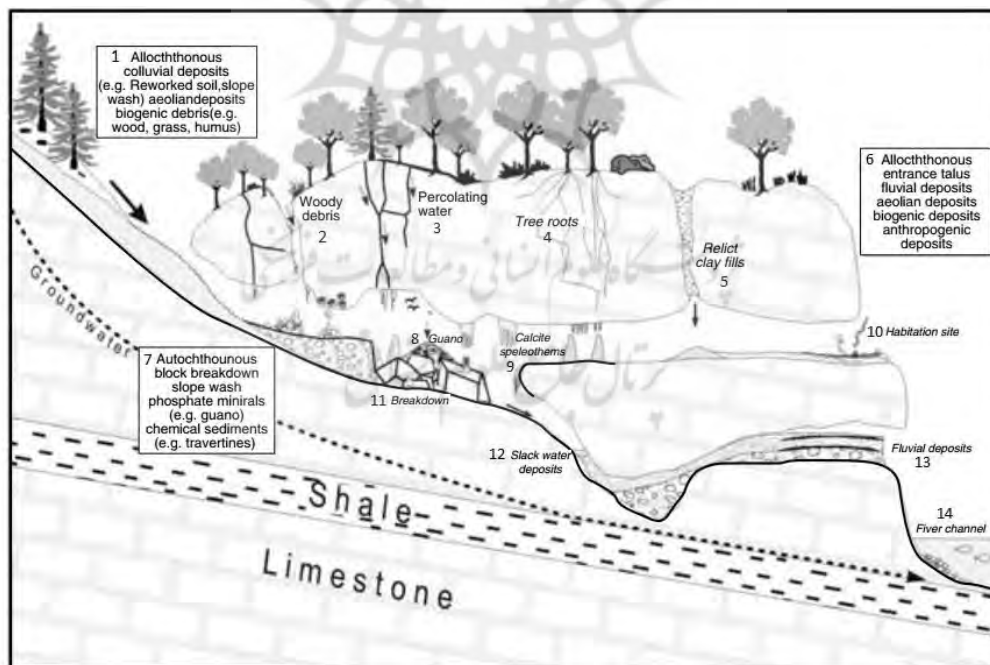 1 Allocththonous
colluvial deposits
(e.g. Reworked soil,slope
wash) aeoliandeposits
biogenic debris(e.g.
wood, grass, humus)
Woody
debris
2
Percolating
water
3
Tree roots
4
Relict
clay fills
5
6
Allocththonous
entrance talus
fluvial deposits
aeolian deposits
biogenic deposits
anthropogenic
deposits
Groundwater
7 Autochthounous
block breakdown
slope wash
phosphate minirals
(e.g. guano)
chemical sediments
(e.g. travertines)
8 Guano
Calcite
speleothems
9
10 Habitation site
11 Breakdown
12 Slack water
deposits
Fluvial deposits
13
14
Fiver channel
Shale
Limestone